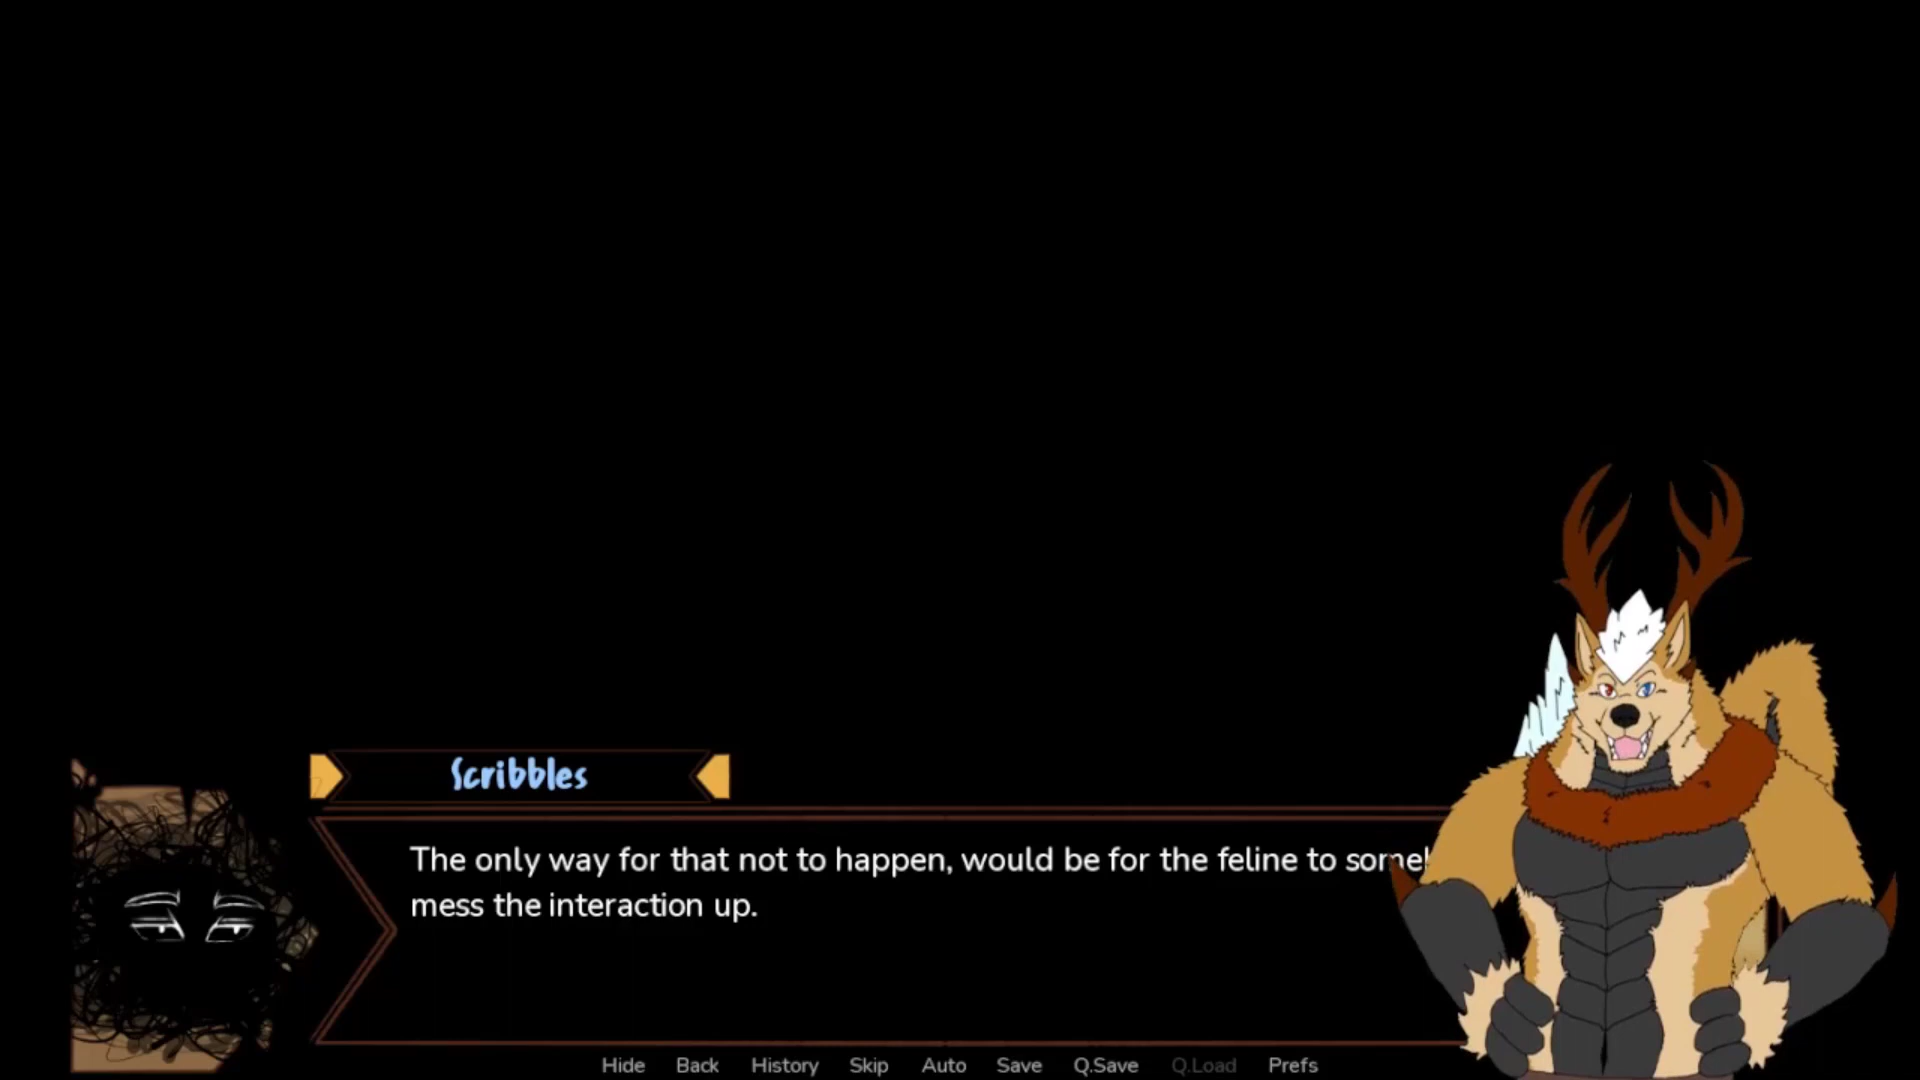 Scribbles
The only way for that not to happen, would be for the feline to
mess the interaction up.
Hide Back History Skip Auto Save Q.Save Q.Load Prefs